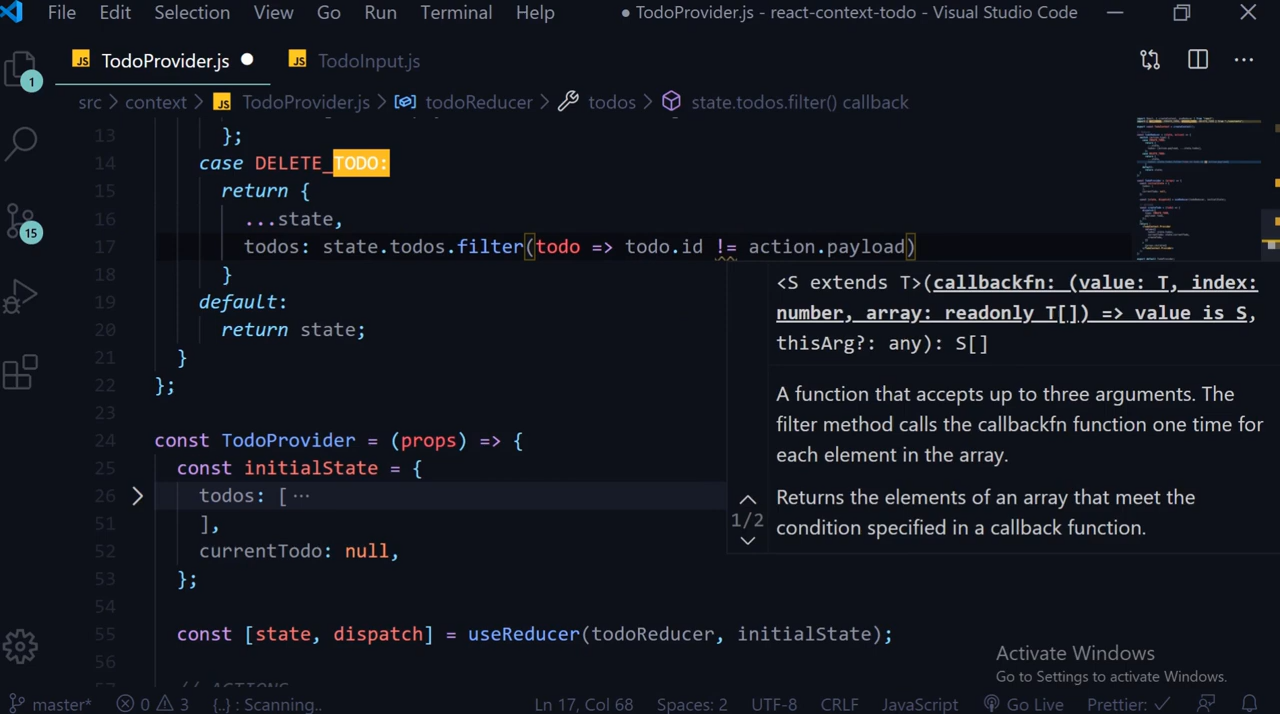 File Edit Selection View Go Run Terminal Help ● TodoProvider.js - react-context-todo - Visual Studio Code
JS TodoProvider.js ● JS TodoInput.js
1
src > context > JS TodoProvider.js > todoReducer > todos > state.todos.filter() callback
13 };
14 case DELETE_TODO:
15 return {
16 ...state,
17 todos: state.todos.filter(todo => todo.id != action.payload)
18 }
19 default:
20 return state;
21 }
22 };
23
24 const TodoProvider = (props) => {
25 const initialState = {
26 todos: [ ···
51 ],
52 currentTodo: null,
53 };
54
55 const [state, dispatch] = useReducer(todoReducer, initialState);
56
15
<S extends T>(callbackfn: (value: T, index:
number, array: readonly T[]) => value is S,
thisArg?: any): S[]
A function that accepts up to three arguments. The
filter method calls the callbackfn function one time for
each element in the array.
1/2
Returns the elements of an array that meet the
condition specified in a callback function.
Activate Windows
Go to Settings to activate Windows.
master* 0 3 {..} : Scanning.. Ln 17, Col 68 Spaces: 2 UTF-8 CRLF JavaScript Go Live Prettier: ✓